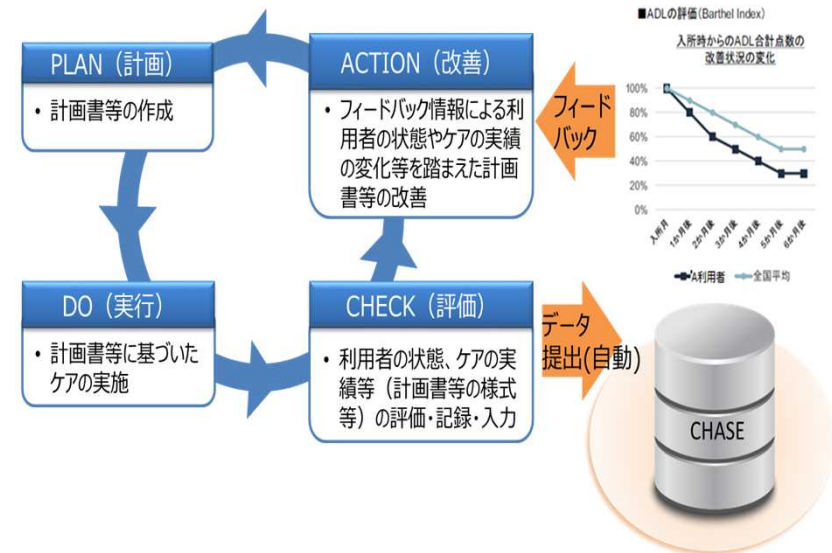 PLAN（計画）
・ 計画書等の作成
ACTION（改善）
・ フィードバック情報による利
用者の状態やケアの実績
の変化等を踏まえた計画
書等の改善
フィード
バック
■ADLの評価（Barthel Index）
入所時からのADL合計点数の
改善状況の変化
100%
80%
60%
40%
20%
0%
入所月
1か月後
2か月後
3か月後
4か月後
5か月後
6か月後
A利用者
全国平均
DO（実行）
・ 計画書等に基づいた
ケアの実施
CHECK（評価）
・ 利用者の状態、ケアの実
績等（計画書等の様式
等）の評価・記録・入力
データ
提出(自動)
CHASE